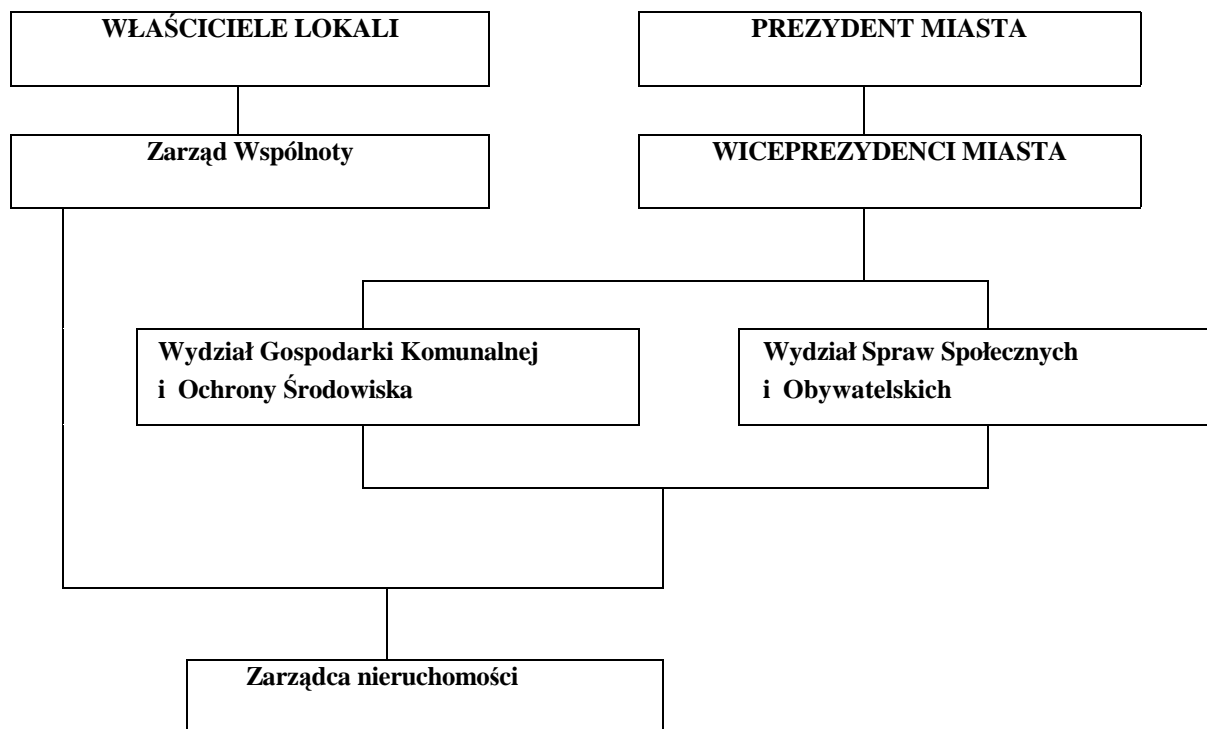 WŁAŚCICIELE LOKALI
PREZYDENT MIASTA
Zarząd Wspólnoty
WICEPREZYDENCI MIASTA
Wydział Gospodarki Komunalnej
i Ochrony Środowiska
Wydział Spraw Społecznych
i Obywatelskich
Zarządca nieruchomości